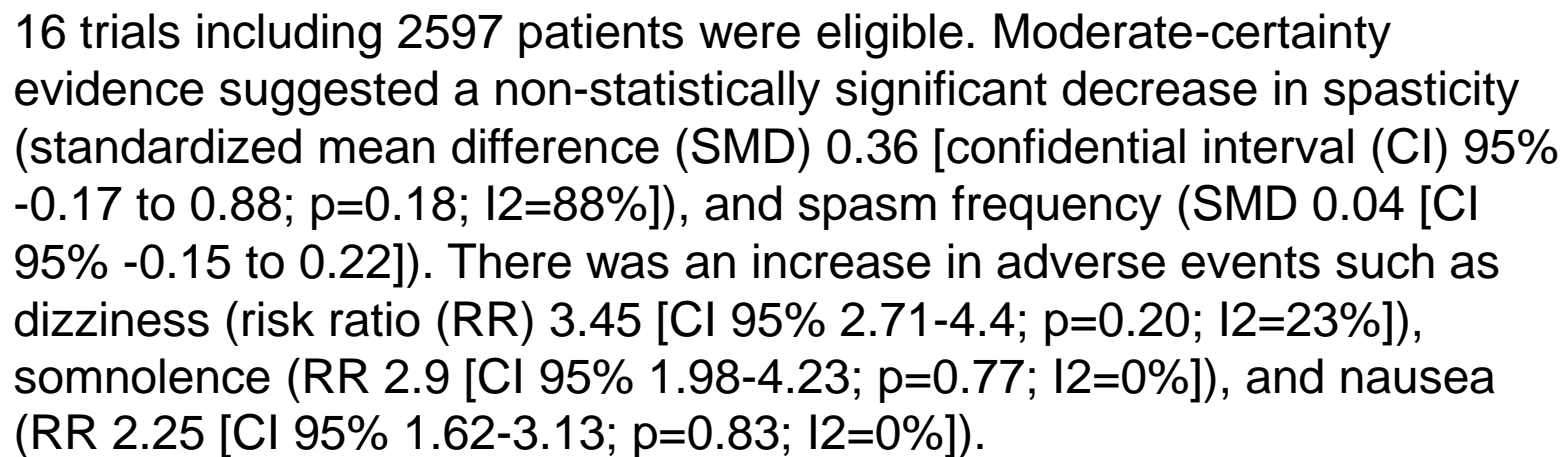 16 trials including 2597 patients were eligible. Moderate-certainty
evidence suggested a non-statistically significant decrease in spasticity
(standardized mean difference (SMD) 0.36 [confidential interval (CI) 95%
-0.17 to 0.88; p=0.18; I2=88%]), and spasm frequency (SMD 0.04 [CI
95% -0.15 to 0.22]). There was an increase in adverse events such as
dizziness (risk ratio (RR) 3.45 [CI 95% 2.71-4.4; p=0.20; I2=23%]),
somnolence (RR 2.9 [CI 95% 1.98-4.23; p=0.77; I2=0%]), and nausea
(RR 2.25 [CI 95% 1.62-3.13; p=0.83; I2=0%]).